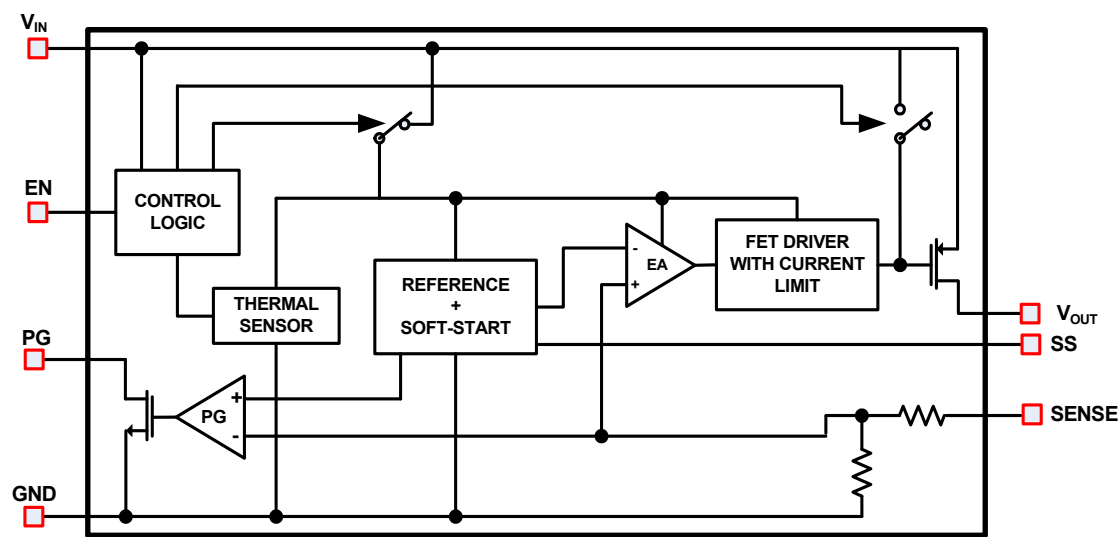 VIN
EN
CONTROL
LOGIC
FET DRIVER
WITH CURRENT
LIMIT
-
EA
+
REFERENCE
+
SOFT-START
THERMAL
SENSOR
VOUT
SS
PG
+
PG
-
SENSE
GND